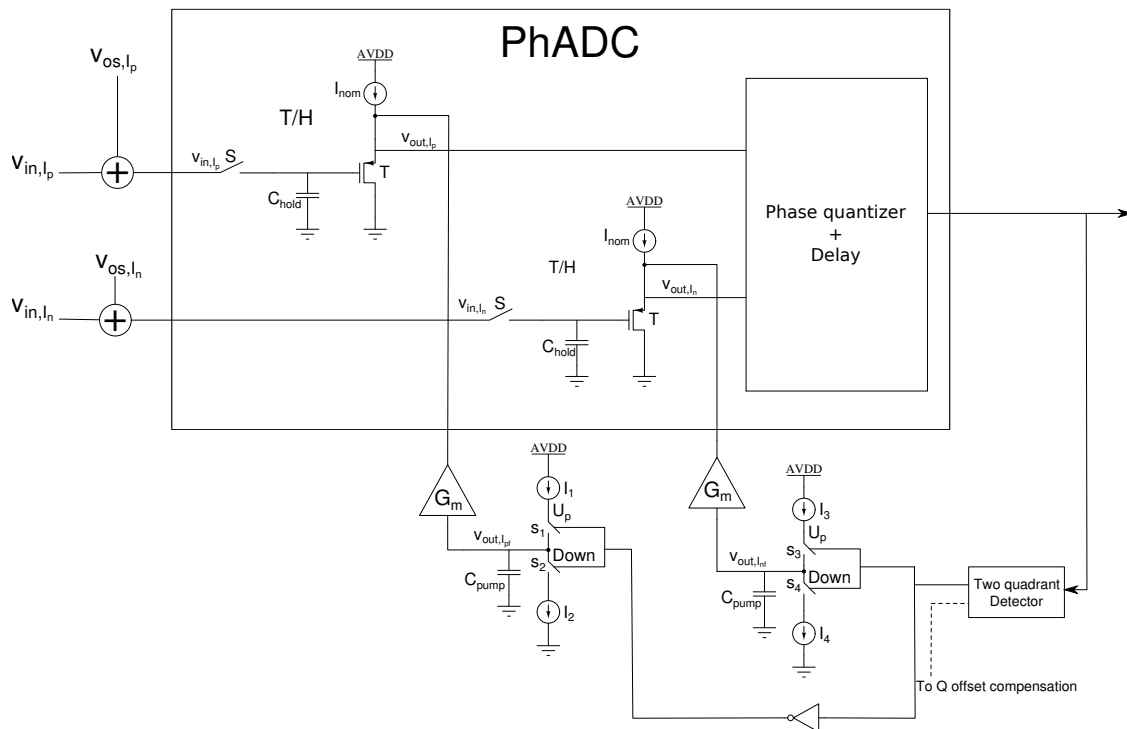 PhADC
v_os,I_p
AVDD
I_nom
T/H
v_out,I_p
v_in,I_p
v_in,I_p S
T
C_hold
AVDD
Phase quantizer
+
Delay
I_nom
T/H
v_os,I_n
v_out,I_n
v_in,I_n
v_in,I_n S
T
C_hold
AVDD
AVDD
G_m
I_1
G_m
U_p
I_3
s_1
U_p
v_out,I_pf
Down
s_3
v_out,I_nf
s_2
Down
Two quadrant
Detector
C_pump
s_4
C_pump
I_2
I_4
To Q offset compensation